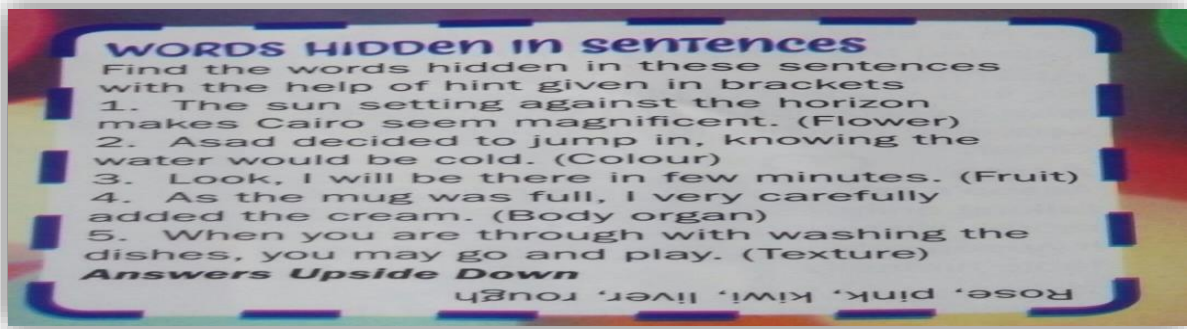 WORDS HIDDEN IN SENTENCES
Find the words hidden in these sentences
with the help of hint given in brackets
1. The sun setting against the horizon
makes Cairo seem magnificent. (Flower)
2. Asad decided to jump in, knowing the
water would be cold. (Colour)
3. Look, I will be there in few minutes. (Fruit)
4. As the mug was full, I very carefully
added the cream. (Body organ)
5. When you are through with washing the
dishes, you may go and play. (Texture)
Answers Upside Down
Rose, pink, kiwi, liver, rough